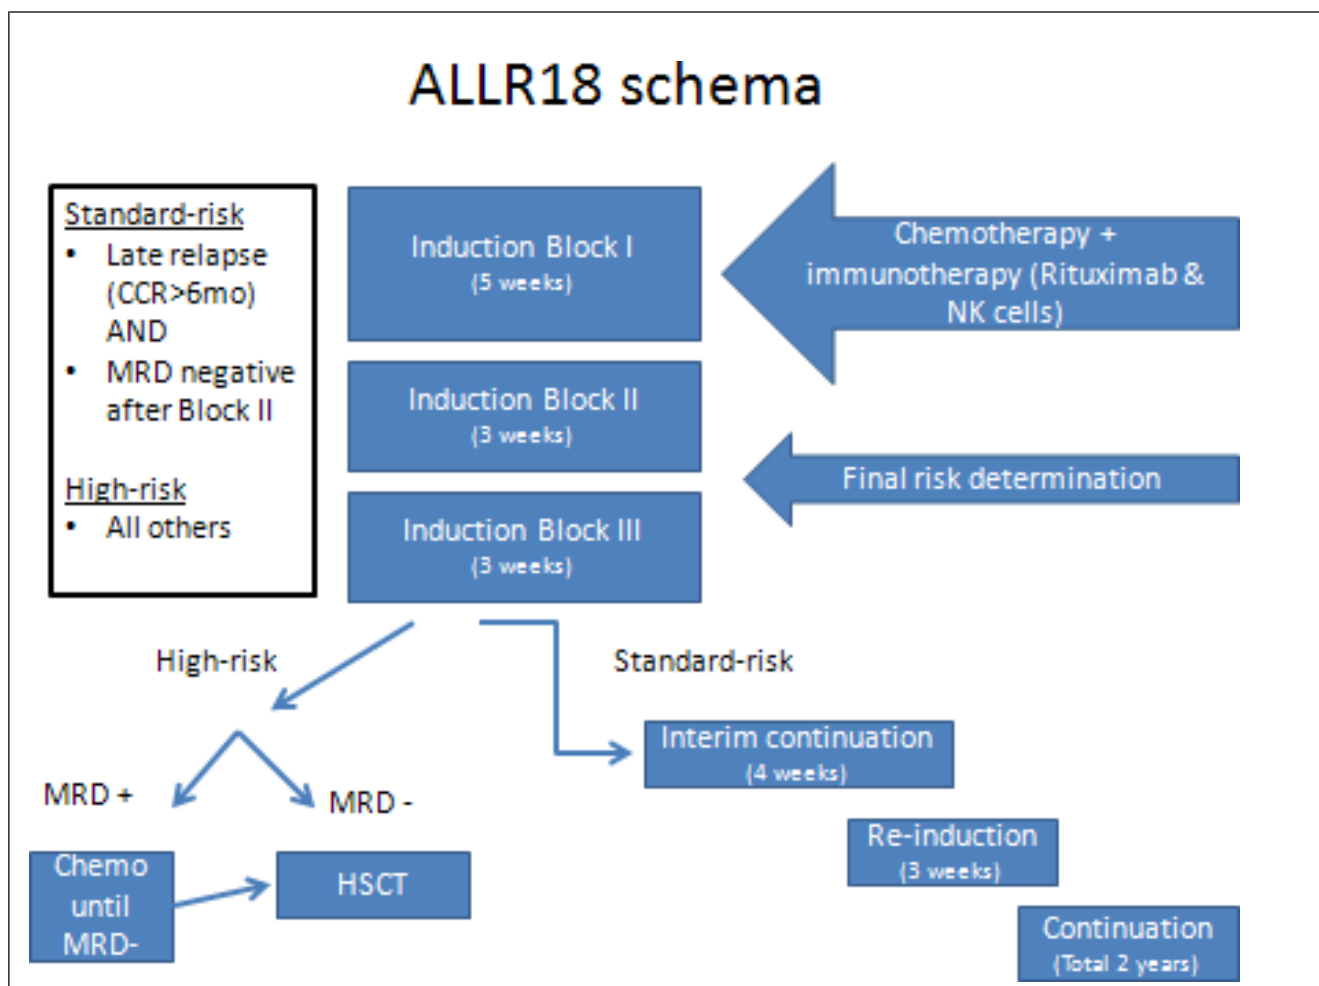 ALLR18 schema
Standard-risk
• Late relapse
(CCR>6mo)
AND
• MRD negative
after Block II
High-risk
• All others
Induction Block I
(5 weeks)
Chemotherapy +
immunotherapy (Rituximab &
NK cells)
Induction Block II
(3 weeks)
Final risk determination
Induction Block III
(3 weeks)
High-risk
Standard-risk
Interim continuation
(4 weeks)
MRD +
MRD -
Re-induction
(3 weeks)
Chemo
until
MRD-
HSCT
Continuation
(Total 2 years)